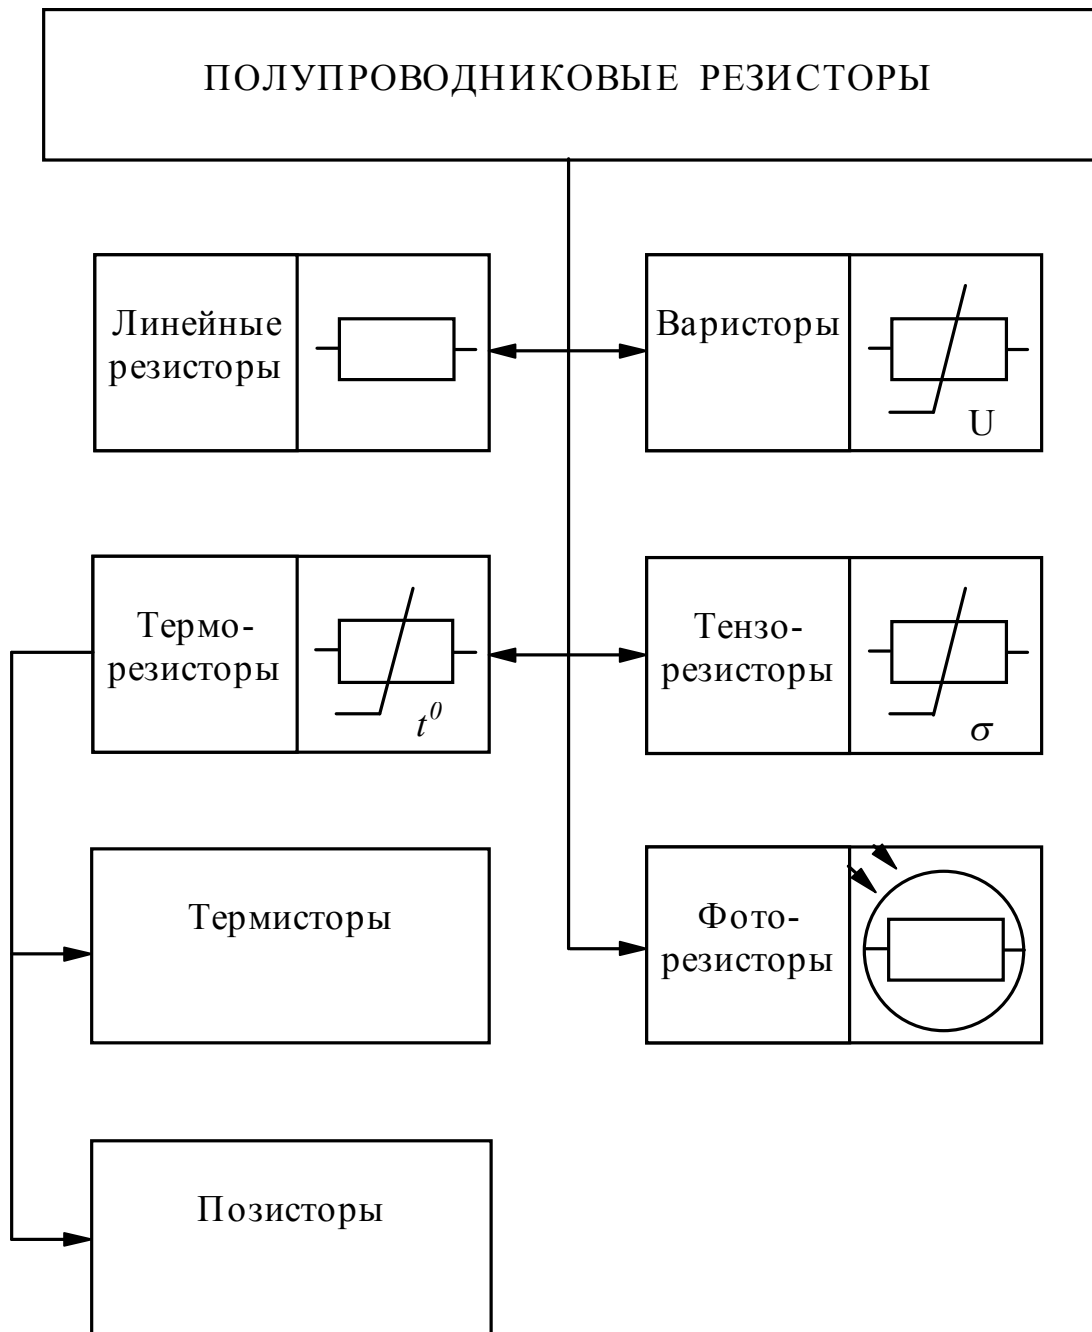 ПОЛУПРОВОДНИКОВЫЕ РЕЗИСТОРЫ
Линейные
резисторы
Варисторы
U
Термо-
резисторы
t⁰
Тензо-
резисторы
σ
Термисторы
Фото-
резисторы
Позисторы